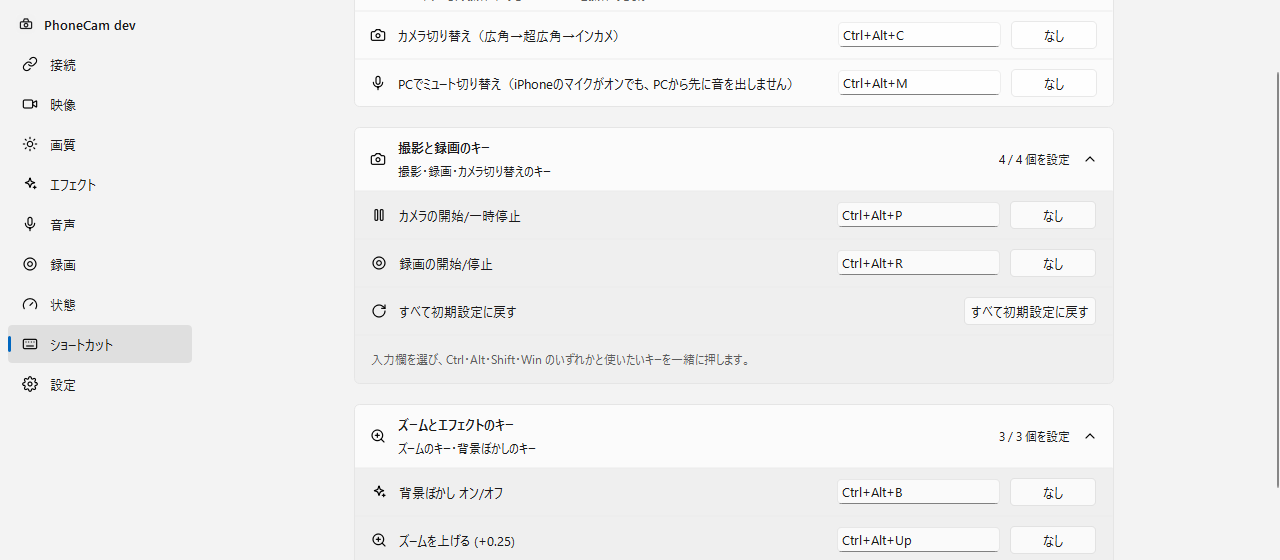 PhoneCam dev
接続
映像
画質
エフェクト
音声
録画
状態
ショートカット
設定
カメラ切り替え（広角→超広角→インカメ）
Ctrl+Alt+C
なし
PCでミュート切り替え（iPhoneのマイクがオンでも、PCから先に音を出しません）
Ctrl+Alt+M
なし
撮影と録画のキー
撮影・録画・カメラ切り替えのキー
4 / 4 個を設定
カメラの開始/一時停止
Ctrl+Alt+P
なし
録画の開始/停止
Ctrl+Alt+R
なし
すべて初期設定に戻す
すべて初期設定に戻す
入力欄を選び、Ctrl・Alt・Shift・Win のいずれかと使いたいキーを一緒に押します。
ズームとエフェクトのキー
ズームのキー・背景ぼかしのキー
3 / 3 個を設定
背景ぼかし オン/オフ
Ctrl+Alt+B
なし
ズームを上げる (+0.25)
Ctrl+Alt+Up
なし